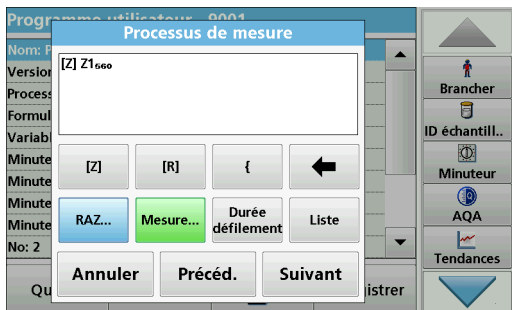 Programme utilisateur 9001
Processus de mesure
Nom: P
[Z] Z1₅₆₀
Version
Process
Formul
Variabl
Minute
Minute
Minute
Minute
No: 2
[Z] [R] {
RAZ... Mesure... Durée défilement Liste
Annuler Précéd. Suivant
Qu istrer
Brancher
ID échantill..
Minuteur
AQA
Tendances